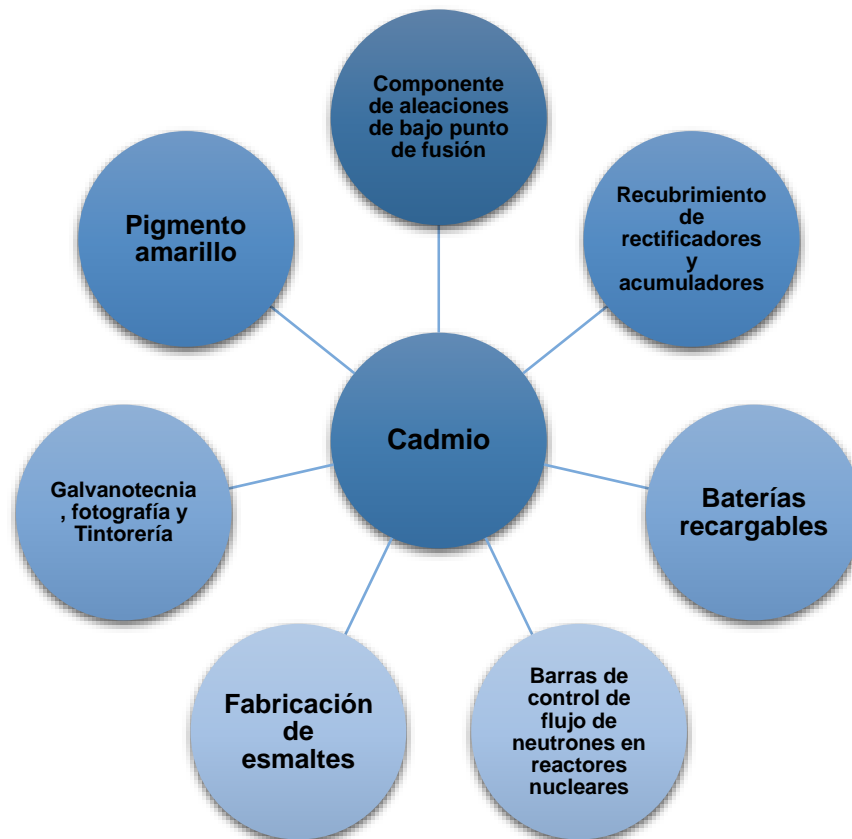 Componente
de aleaciones
de bajo punto
de fusión
Recubrimiento
de
rectificadores
y
acumuladores
Baterías
recargables
Barras de
control de
flujo de
neutrones en
reactores
nucleares
Fabricación
de
esmaltes
Galvanotecnia
, fotografía y
Tintorería
Pigmento
amarillo
Cadmio